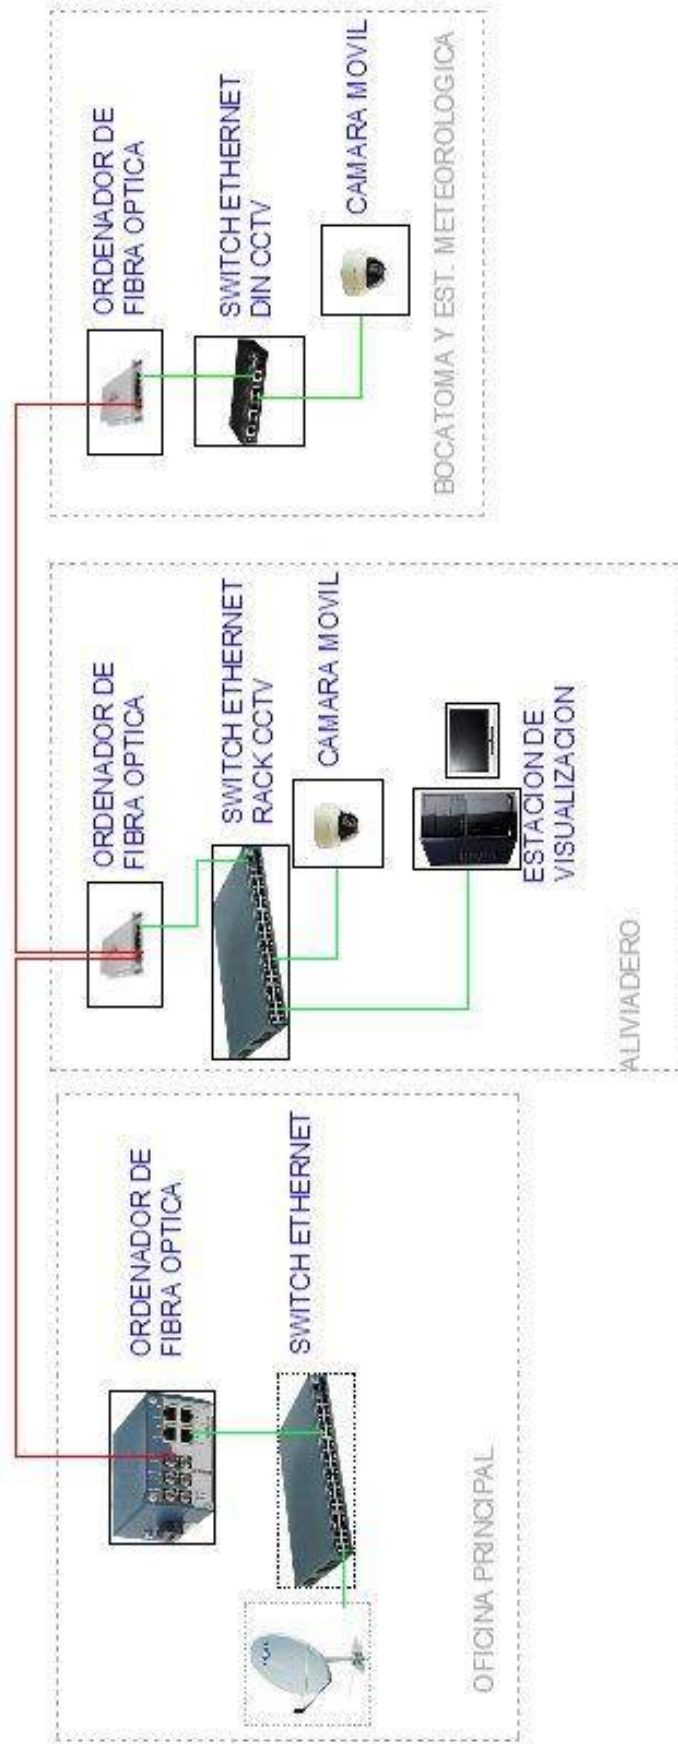 ORDENADOR DE
FIBRA OPTICA
SWITCH ETHERNET
OFICINA PRINCIPAL
ORDENADOR DE
FIBRA OPTICA
SWITCH ETHERNET
RACK CCTV
CAMARA MOVIL
ESTACION DE
VISUALIZACION
ALIVIADERO
ORDENADOR DE
FIBRA OPTICA
SWITCH ETHERNET
DIN CCTV
CAMARA MOVIL
BOCATOMA Y EST. METEOROLOGICA